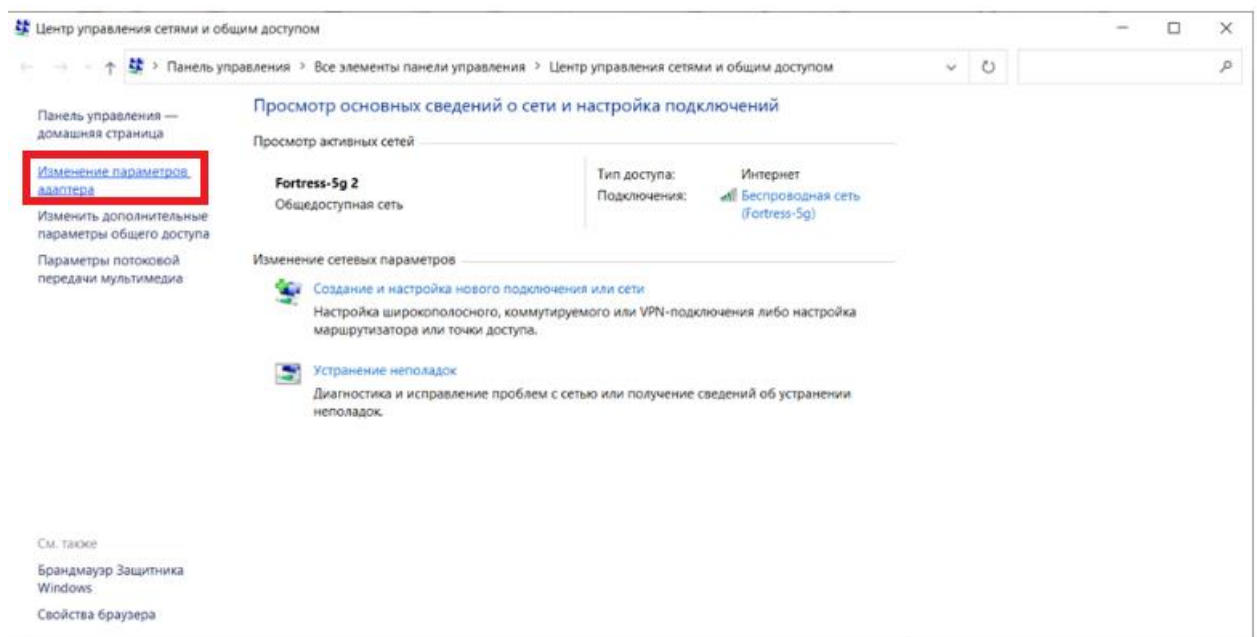 Центр управления сетями и общим доступом
Панель управления > Все элементы панели управления > Центр управления сетями и общим доступом
Панель управления —
домашняя страница
Изменение параметров
адаптера
Изменить дополнительные
параметры общего доступа
Параметры потоковой
передачи мультимедиа
Просмотр основных сведений о сети и настройка подключений
Просмотр активных сетей
Fortress-5g 2
Общедоступная сеть
Тип доступа: Интернет
Подключения: Беспроводная сеть
(Fortress-5g)
Изменение сетевых параметров
Создание и настройка нового подключения или сети
Настройка широкополосного, коммутируемого или VPN-подключения либо настройка
маршрутизатора или точки доступа.
Устранение неполадок
Диагностика и исправление проблем с сетью или получение сведений об устранении
неполадок.
См. также
Брандмауэр Защитника
Windows
Свойства браузера